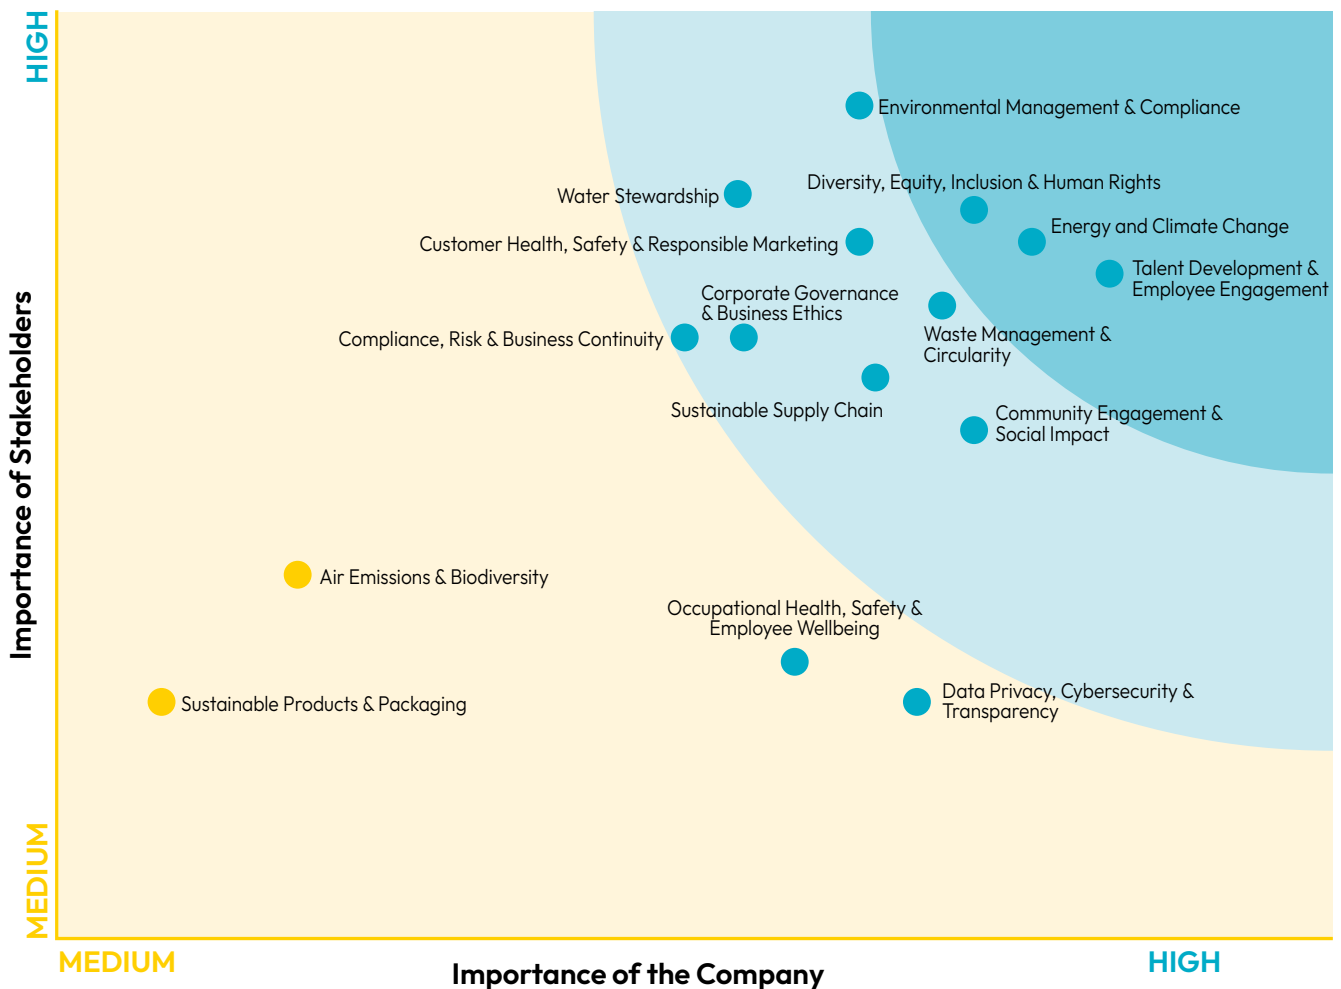 HIGH
Environmental Management & Compliance
Diversity, Equity, Inclusion & Human Rights
Water Stewardship
Energy and Climate Change
Customer Health, Safety & Responsible Marketing
Talent Development &
Employee Engagement
Corporate Governance
& Business Ethics
Compliance, Risk & Business Continuity
Waste Management &
Circularity
Sustainable Supply Chain
Community Engagement &
Social Impact
Importance of Stakeholders
Air Emissions & Biodiversity
Occupational Health, Safety &
Employee Wellbeing
Sustainable Products & Packaging
Data Privacy, Cybersecurity &
Transparency
MEDIUM
MEDIUM
HIGH
Importance of the Company